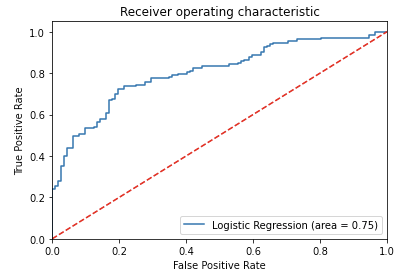 Receiver operating characteristic
True Positive Rate
1.0
0.8
0.6
0.4
0.2
0.0
Logistic Regression (area = 0.75)
0.0 0.2 0.4 0.6 0.8 1.0
False Positive Rate